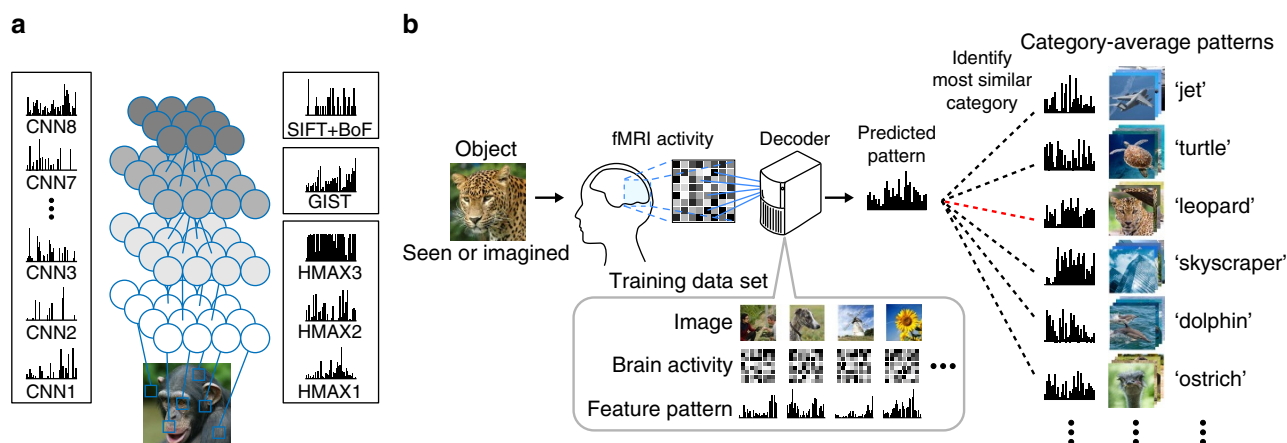 a
CNN8
CNN7
CNN3
CNN2
CNN1
SIFT+BoF
GIST
HMAX3
HMAX2
HMAX1
b
Object
Seen or imagined
fMRI activity
Decoder
Predicted
pattern
Training data set
Image
Brain activity
Feature pattern
Identify
most similar
category
Category-average patterns
‘jet’
‘turtle’
‘leopard’
‘skyscraper’
‘dolphin’
‘ostrich’